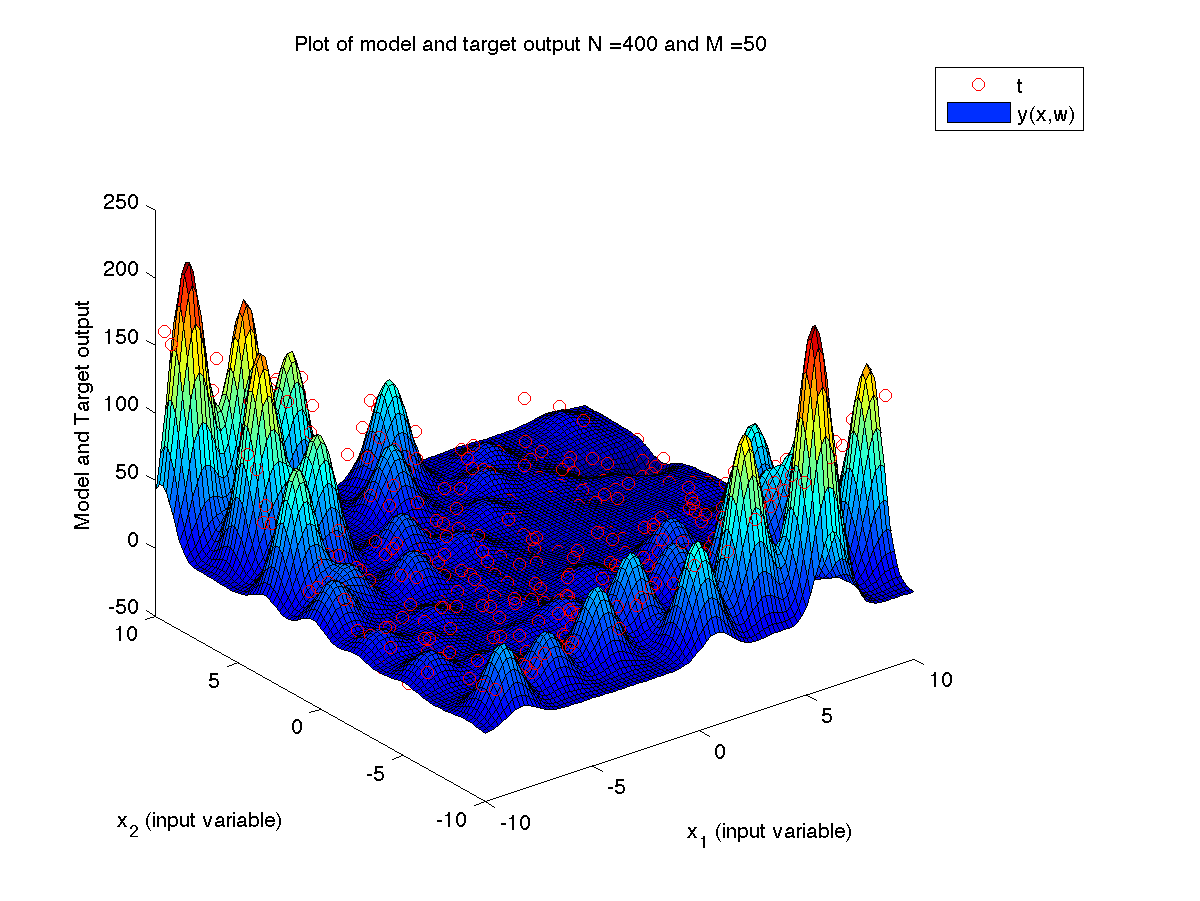 Plot of model and target output N =400 and M =50
t
y(x,w)
250
200
150
100
50
0
-50
Model and Target output
10
5
0
-5
-10
x2 (input variable)
-10
-5
0
5
10
x1 (input variable)